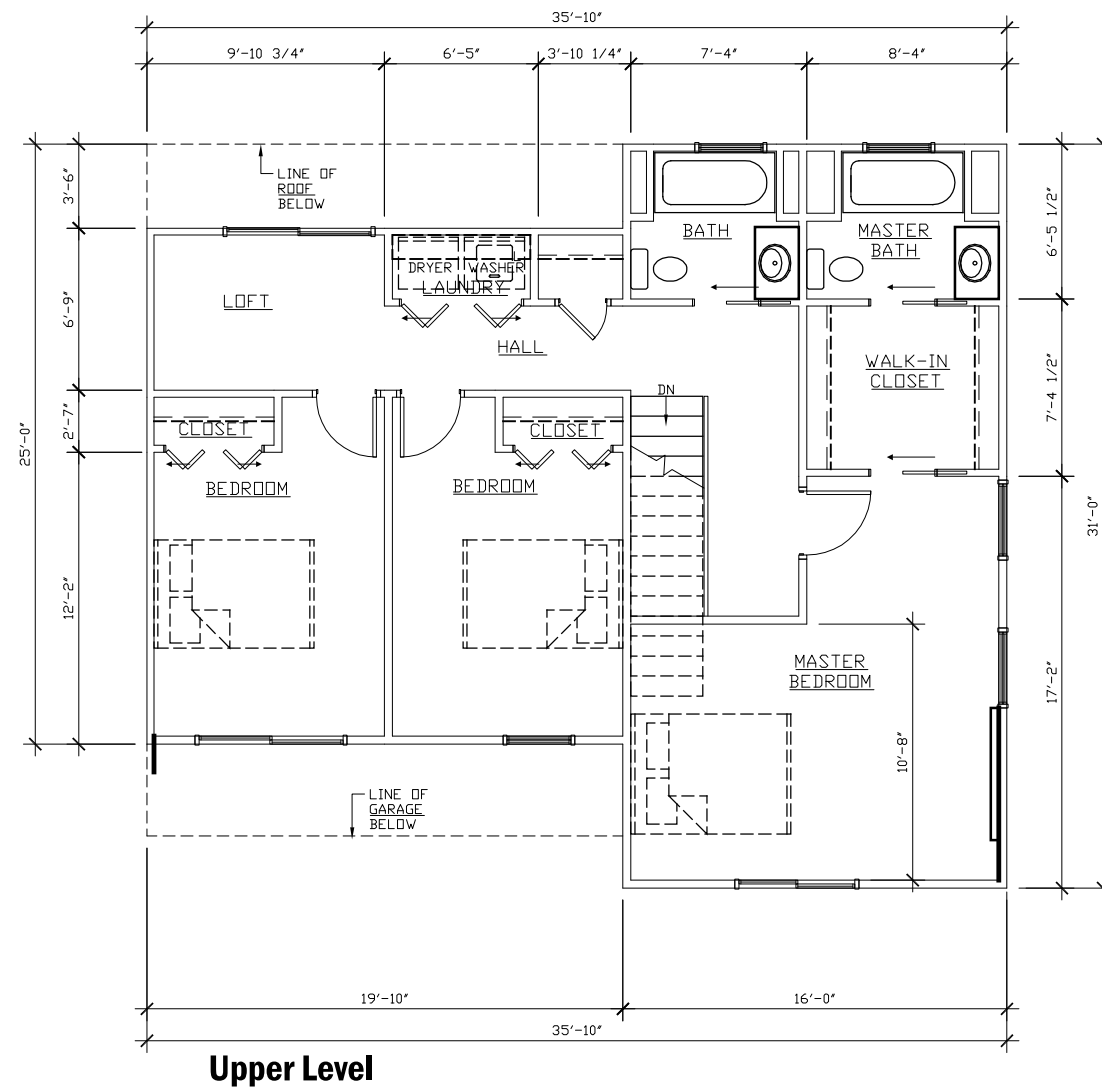 35'-10"
9'-10 3/4"
6'-5"
3'-10 1/4"
7'-4"
8'-4"
LINE OF
ROOF
BELOW
3'-6"
6'-5 1/2"
BATH
MASTER
BATH
DRYER
WASHER
LAUNDRY
LOFT
6'-9"
HALL
WALK-IN
CLOSET
DN
7'-4 1/2"
2'-7"
CLOSET
CLOSET
25'-0"
BEDROOM
BEDROOM
31'-0"
12'-2"
MASTER
BEDROOM
17'-2"
10'-8"
LINE OF
GARAGE
BELOW
19'-10"
16'-0"
35'-10"
Upper Level